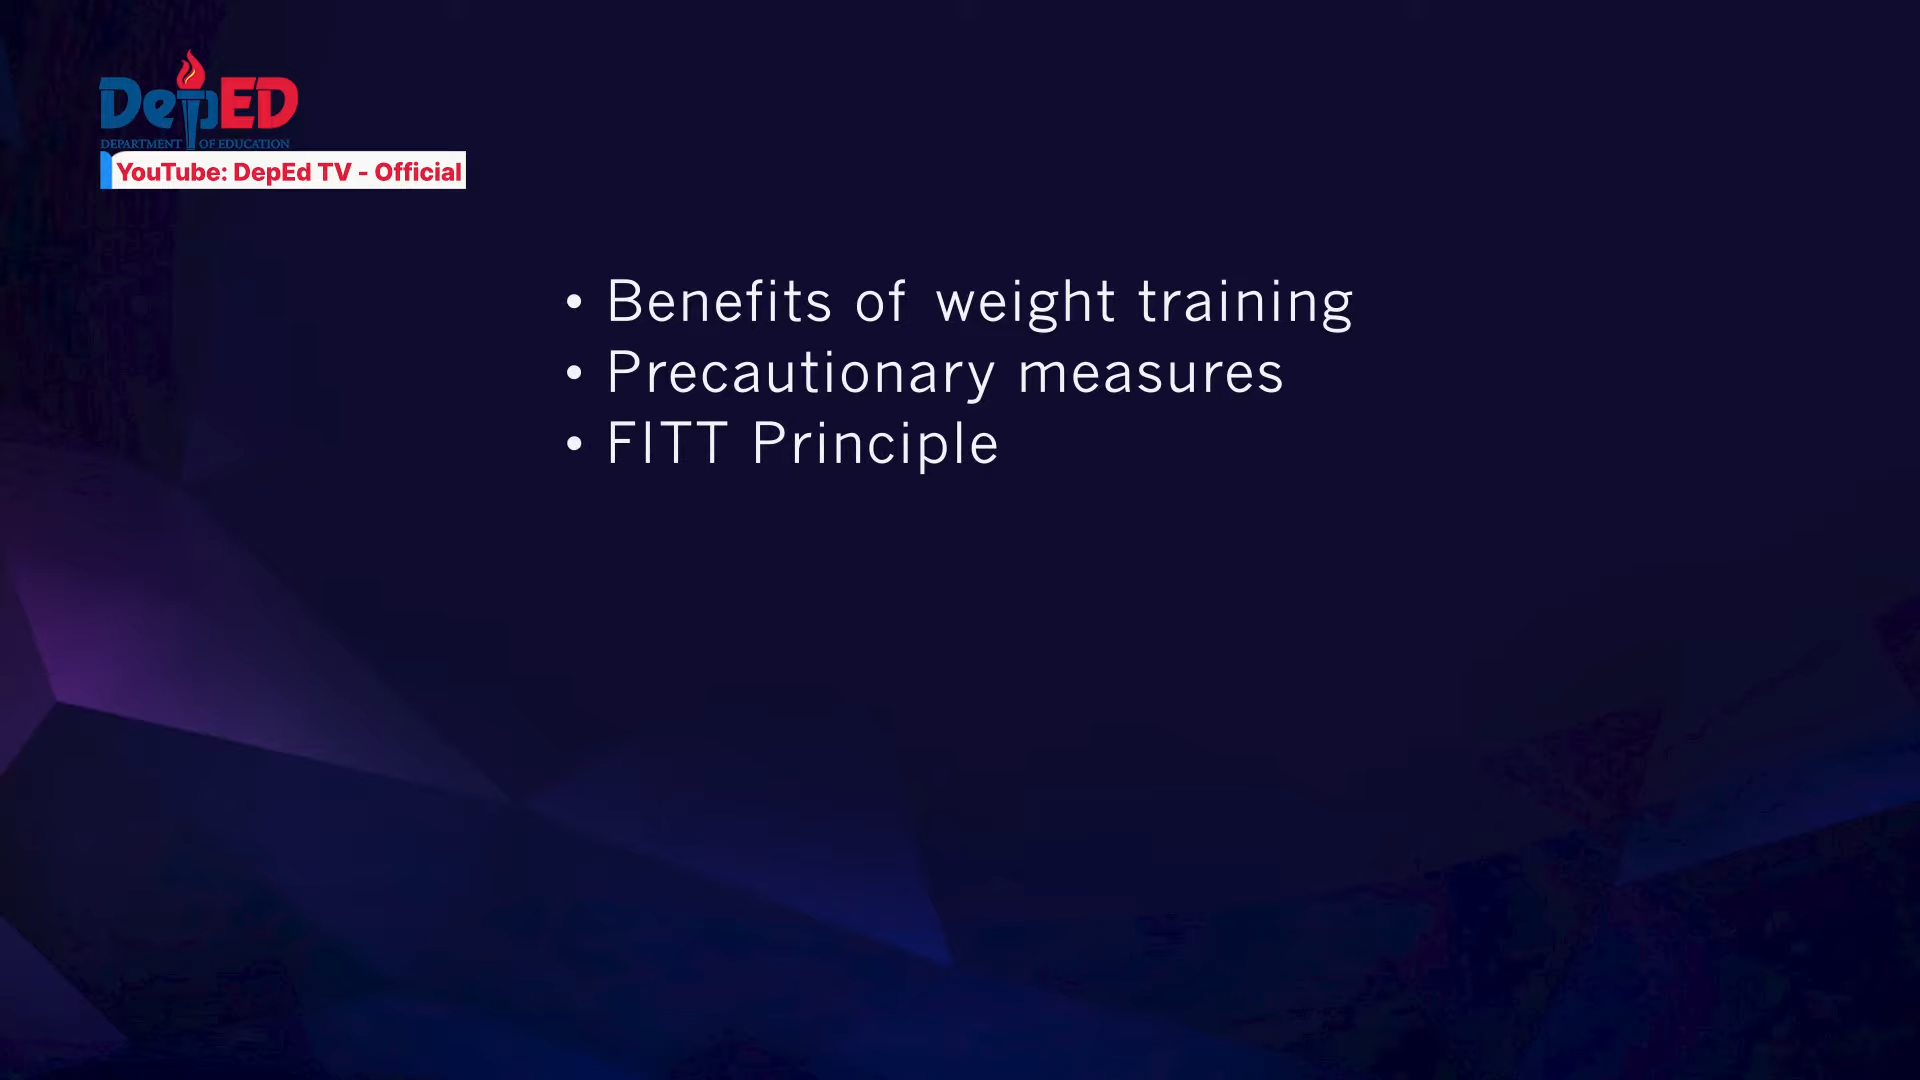 DepED
DEPARTMENT OF EDUCATION
YouTube: DepEd TV - Official
• Benefits of weight training
• Precautionary measures
• FITT Principle